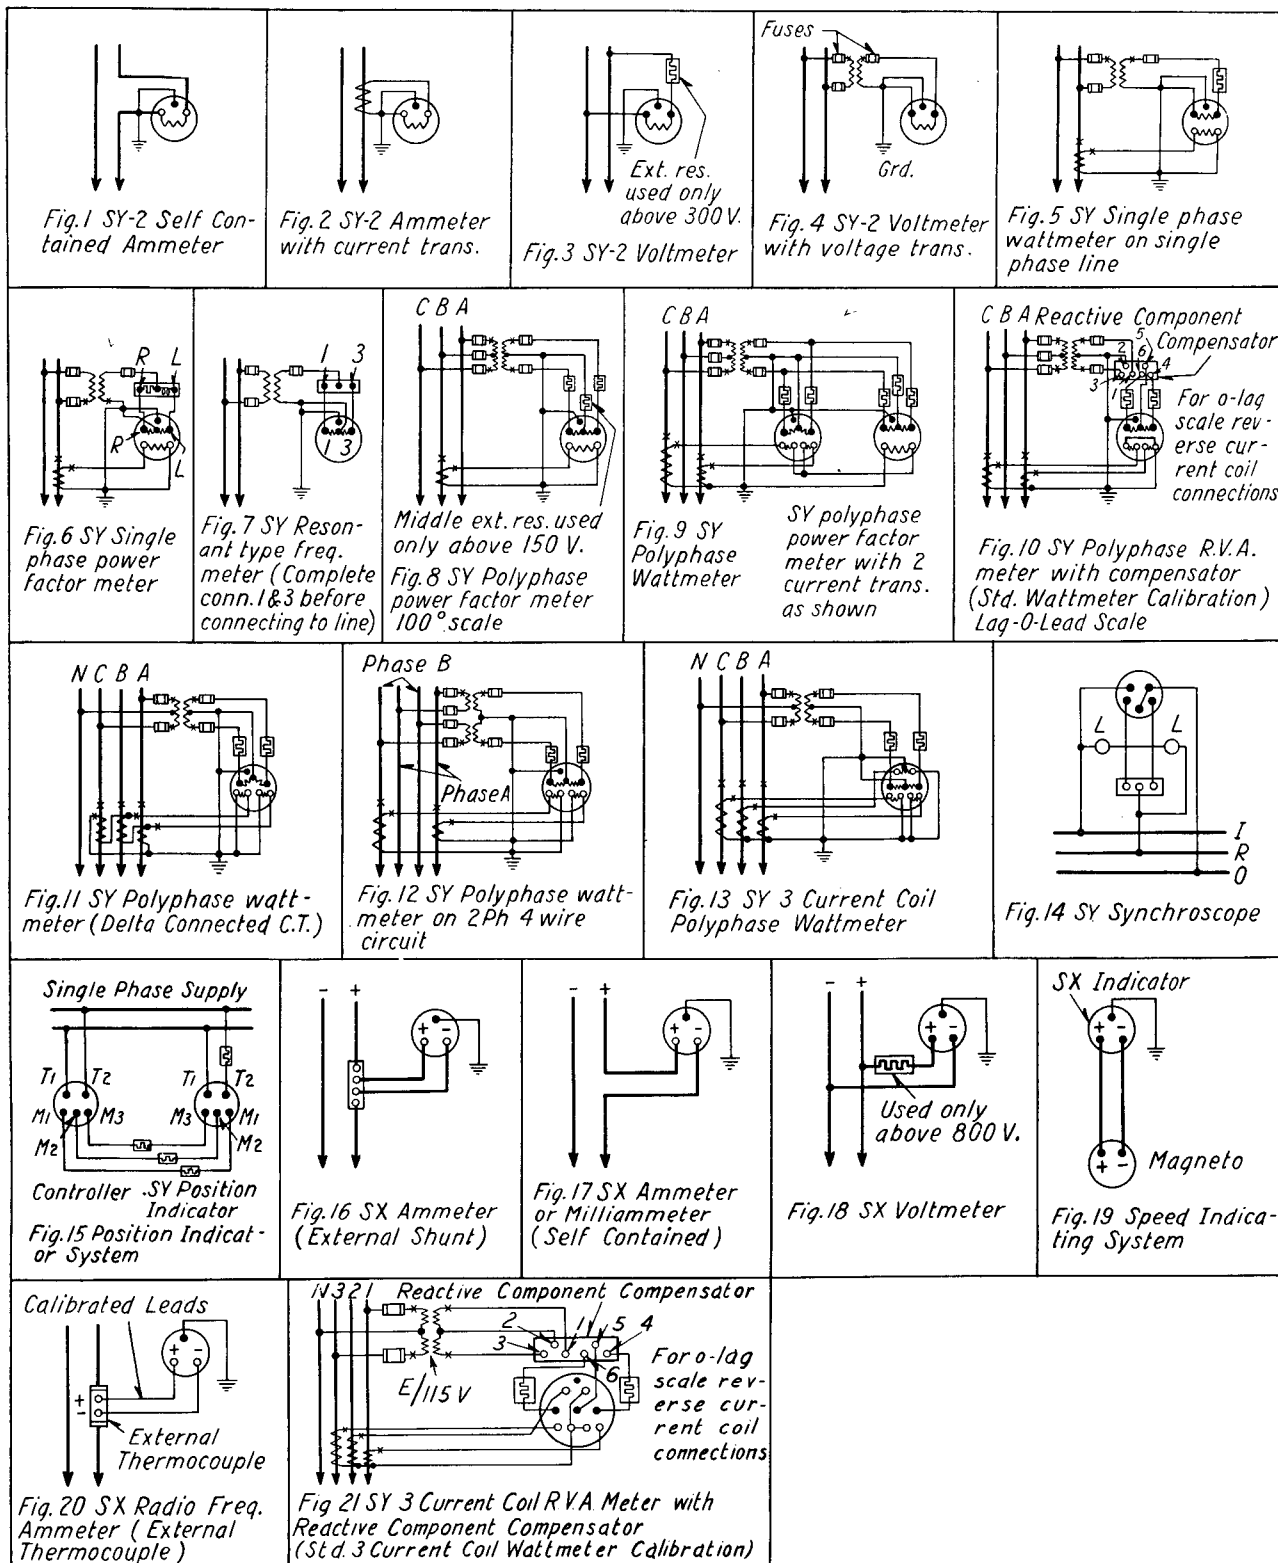 Fig.1 SY-2 Self Con-
tained Ammeter
Fig.2 SY-2 Ammeter
with current trans.
Ext. res.
used only
above 300 V.
Fig.3 SY-2 Voltmeter
Fuses
Grd.
Fig. 4 SY-2 Voltmeter
with voltage trans.
Fig.5 SY Single phase
wattmeter on single
phase line
R L
R
L
Fig.6 SY Single
phase power
factor meter
1 3
1 3
Fig.7 SY Reson-
ant type freq.
meter (Complete
conn. 1&3 before
connecting to line)
C B A
Middle ext. res. used
only above 150 V.
Fig.8 SY Polyphase
power factor meter
100° scale
C B A
Fig.9 SY
Polyphase
Wattmeter
SY polyphase
power factor
meter with 2
current trans.
as shown
C B A Reactive Component
Compensator
5
2 6 4
3 1
For o-lag
scale rev-
erse cur-
rent coil
connections
Fig.10 SY Polyphase R.V.A.
meter with compensator
(Std. Wattmeter Calibration)
Lag-O-Lead Scale
N C B A
Fig.11 SY Polyphase watt-
meter (Delta Connected C.T.)
Phase B
Phase A
Fig.12 SY Polyphase watt-
meter on 2Ph 4 wire
circuit
N C B A
Fig.13 SY 3 Current Coil
Polyphase Wattmeter
L L
I
R
O
Fig.14 SY Synchroscope
Single Phase Supply
T1 T2 T1 T2
M1 M3 M3 M1
M2 M2
Controller SY Position
Indicator
Fig.15 Position Indicat-
or System
- +
+ -
Fig.16 SX Ammeter
(External Shunt)
- +
+ -
Fig.17 SX Ammeter
or Milliammeter
(Self Contained)
- +
+ -
Used only
above 800 V.
Fig.18 SX Voltmeter
SX Indicator
+ -
+ - Magneto
Fig.19 Speed Indica-
ting System
Calibrated Leads
+ -
+
-
External
Thermocouple
Fig.20 SX Radio Freq.
Ammeter (External
Thermocouple)
N 3 2 1 Reactive Component Compensator
2 1 5 4
3
6
E/115 V
For o-lag
scale rev-
erse cur-
rent coil
connections
Fig 21 SY 3 Current Coil R.V.A. Meter with
Reactive Component Compensator
(Std. 3 Current Coil Wattmeter Calibration)